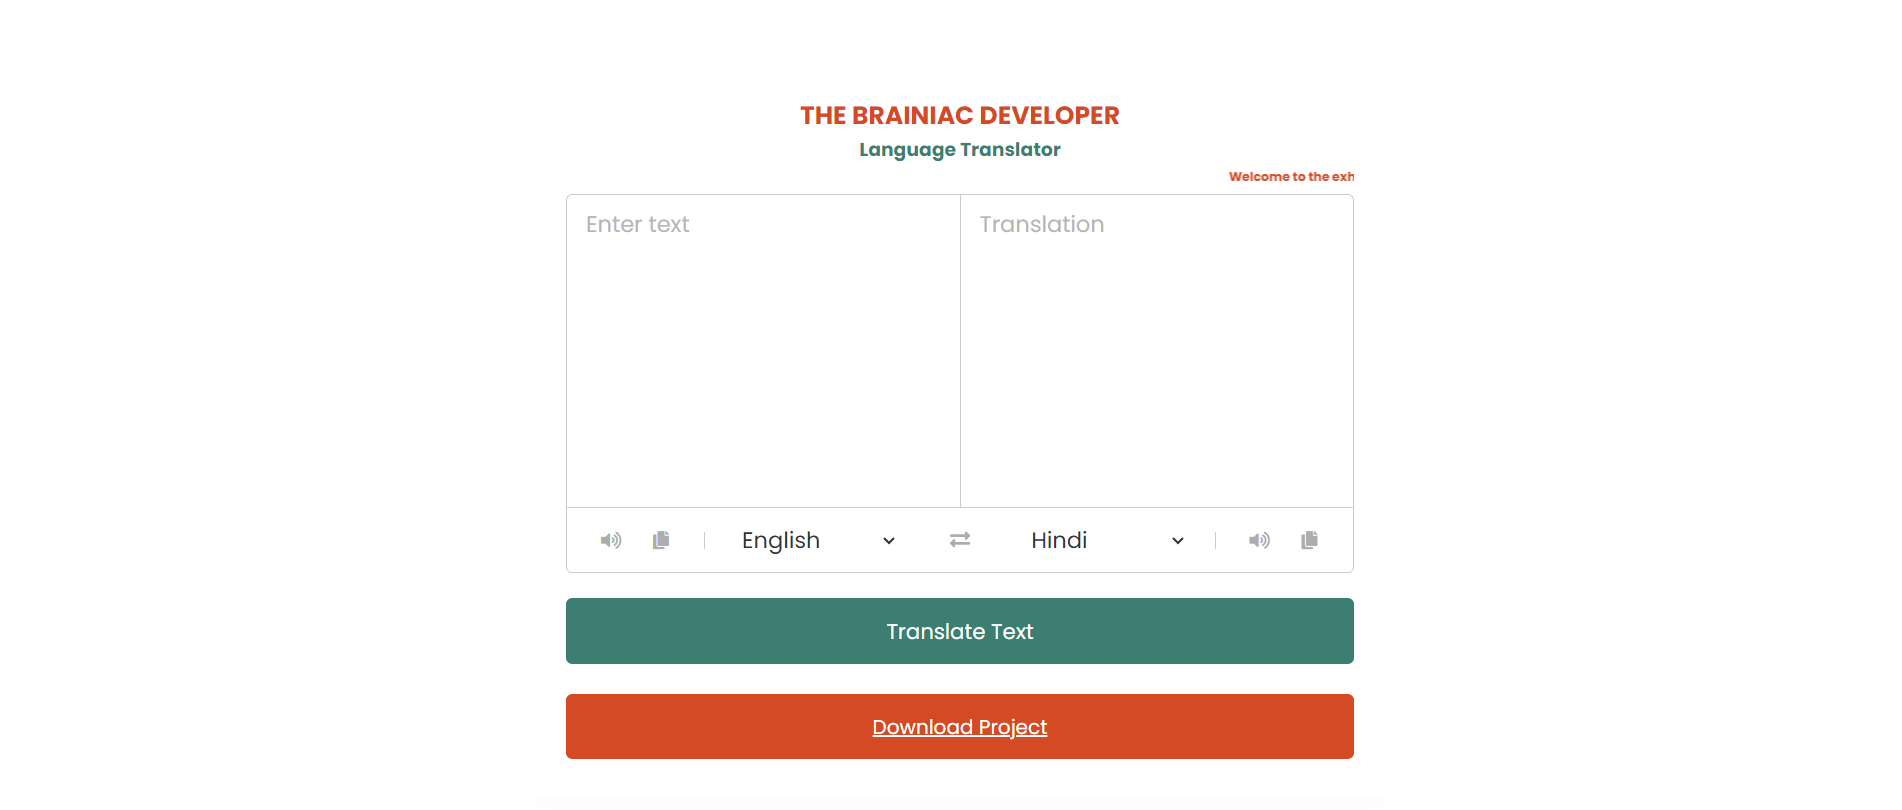 THE BRAINIAC DEVELOPER
Language Translator
Welcome to the exh
Enter text
Translation
English
Hindi
Translate Text
Download Project